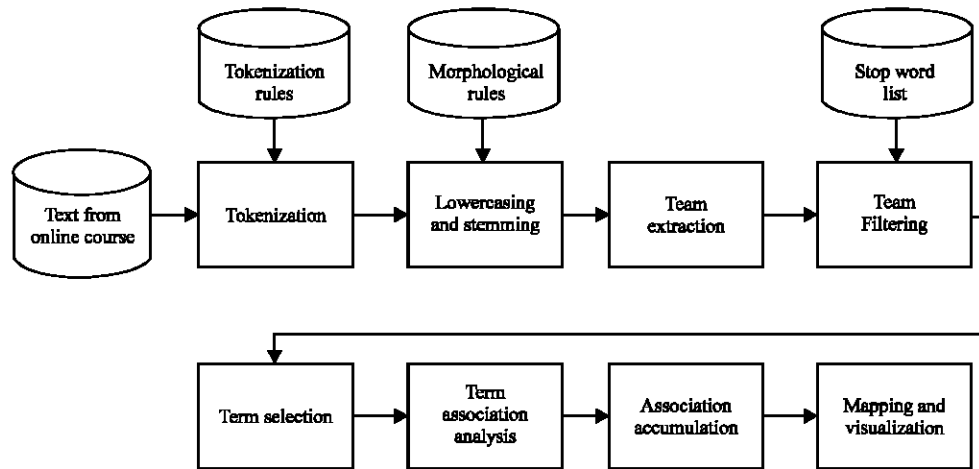 Tokenization
rules
Morphological
rules
Stop word
list
Text from
online course
Tokenization
Lowercasing
and stemming
Team
extraction
Team
Filtering
Term selection
Term
association
analysis
Association
accumulation
Mapping and
visualization